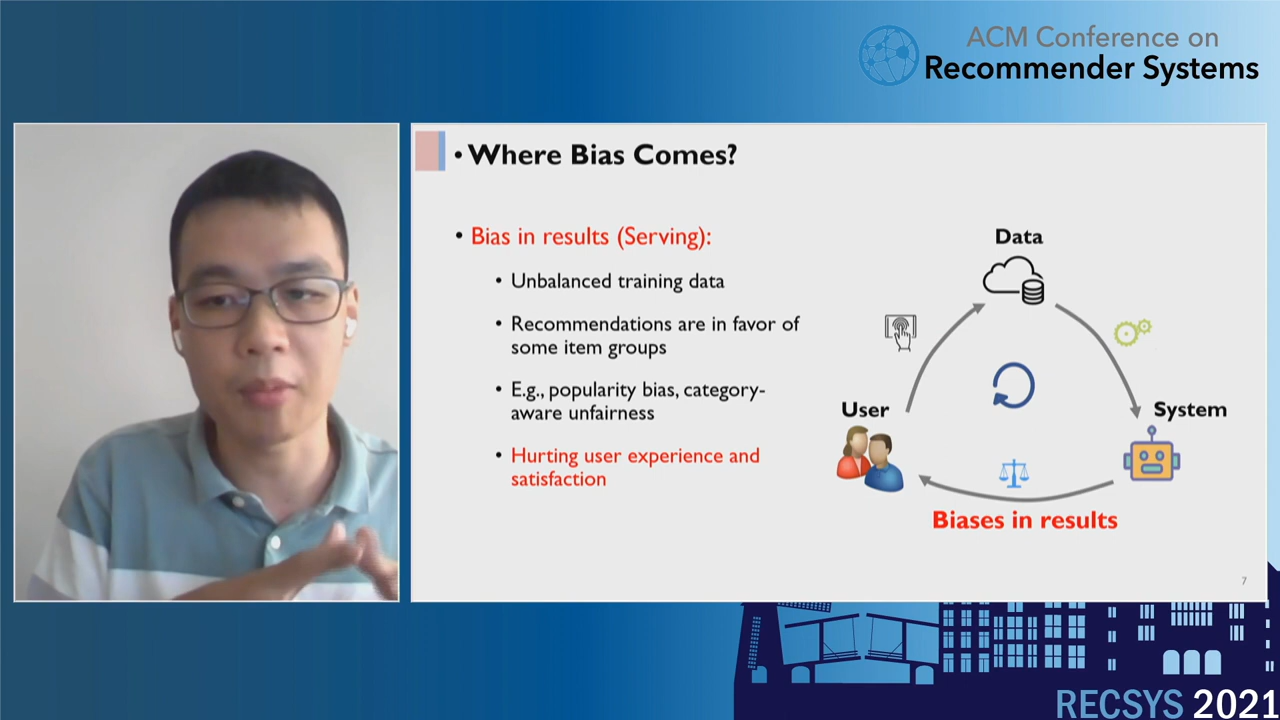 ACM Conference on
Recommender Systems
• Where Bias Comes?
• Bias in results (Serving):
• Unbalanced training data
• Recommendations are in favor of
some item groups
• E.g., popularity bias, category-
aware unfairness
• Hurting user experience and
satisfaction
Data
User
System
Biases in results
7
RECSYS 2021